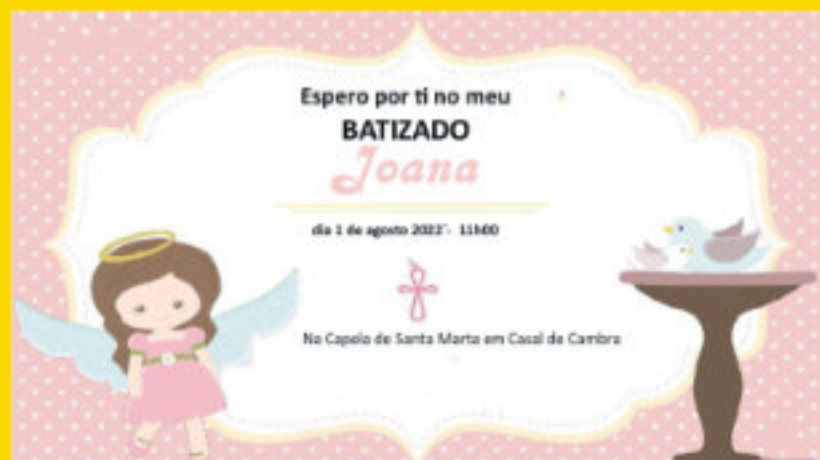 Espero por ti no meu
BATIZADO
Joana
dia 1 de agosto 2022 - 11h00
Na Capela de Santa Marta em Casal de Cambra